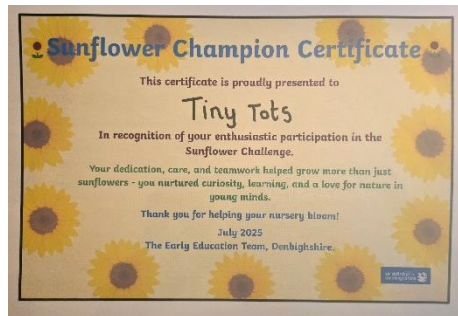 Sunflower Champion Certificate
This certificate is proudly presented to
Tiny Tots
In recognition of your enthusiastic participation in the
Sunflower Challenge.
Your dedication, care, and teamwork helped grow more than just
sunflowers - you nurtured curiosity, learning, and a love for nature in
young minds.
Thank you for helping your nursery bloom!
July 2025
The Early Education Team, Denbighshire.